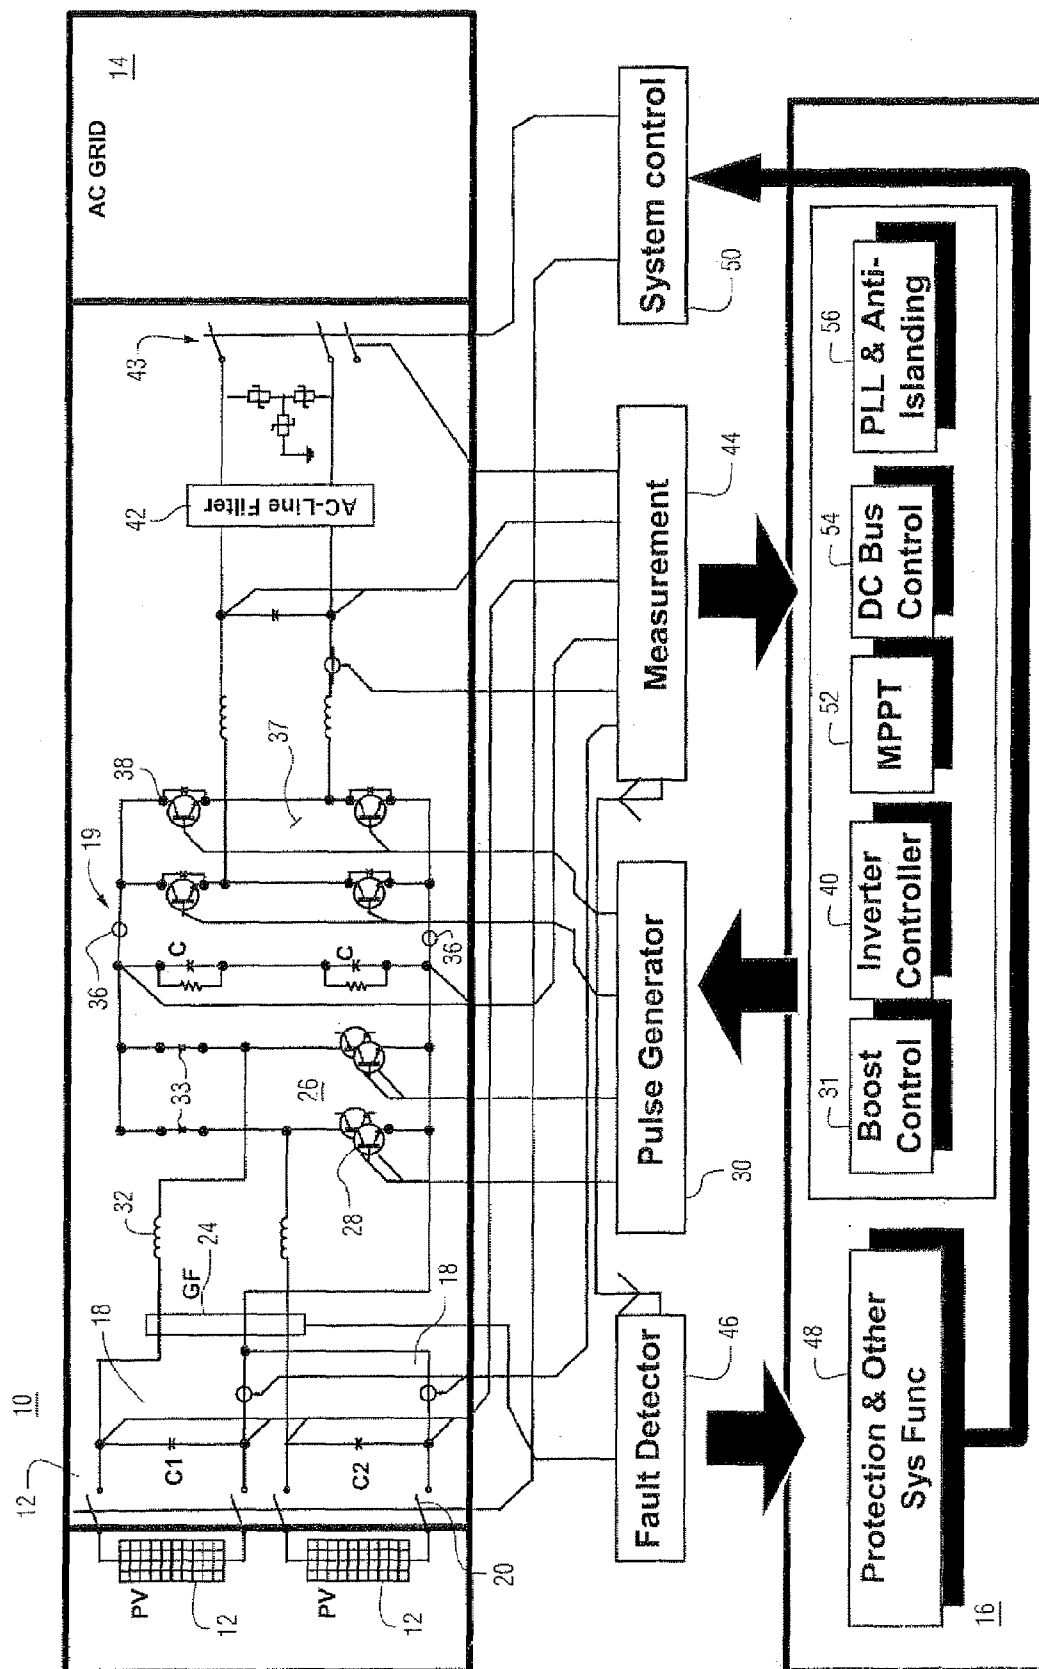 10
12
18
GF
24
32
33
36
19
38
43
AC GRID
14
PV
12
C1
18
26
28
C
C
36
37
42
AC-Line Filter
PV
12
C2
20
Fault Detector
46
Pulse Generator
30
Measurement
44
System control
50
48
Protection & Other
Sys Func
16
31
Boost
Control
40
Inverter
Controller
52
MPPT
54
DC Bus
Control
56
PLL & Anti-
Islanding